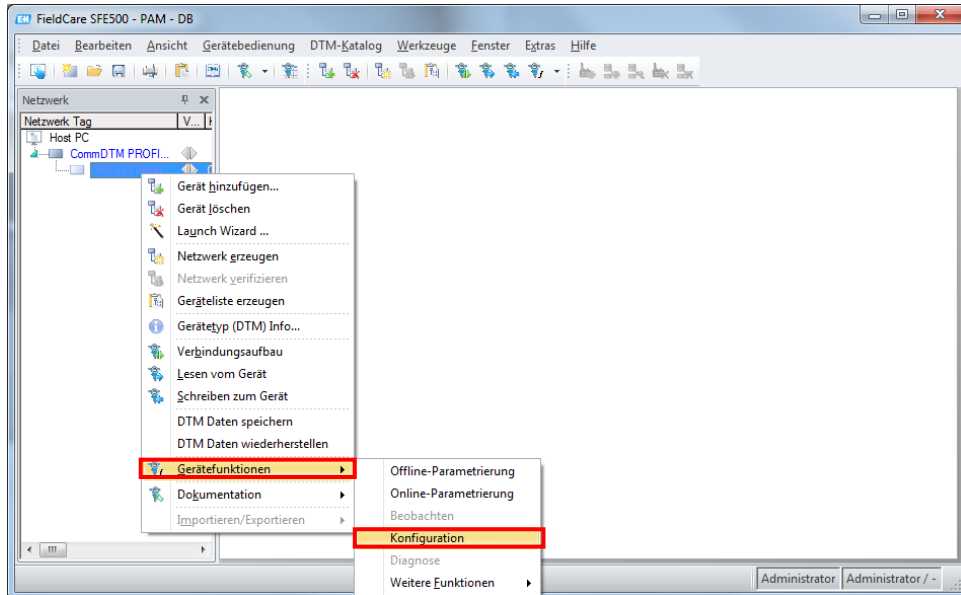 FieldCare SFE500 - PAM - DB
Datei Bearbeiten Ansicht Gerätebedienung DTM-Katalog Werkzeuge Fenster Extras Hilfe
Netzwerk
Netzwerk Tag V...
Host PC
CommDTM PROFI...
Gerät hinzufügen...
Gerät löschen
Launch Wizard ...
Netzwerk erzeugen
Netzwerk verifizieren
Geräteliste erzeugen
Gerätetyp (DTM) Info...
Verbindungsaufbau
Lesen vom Gerät
Schreiben zum Gerät
DTM Daten speichern
DTM Daten wiederherstellen
Gerätefunktionen
Dokumentation
Importieren/Exportieren
Offline-Parametrierung
Online-Parametrierung
Beobachten
Konfiguration
Diagnose
Weitere Funktionen
Administrator Administrator / -